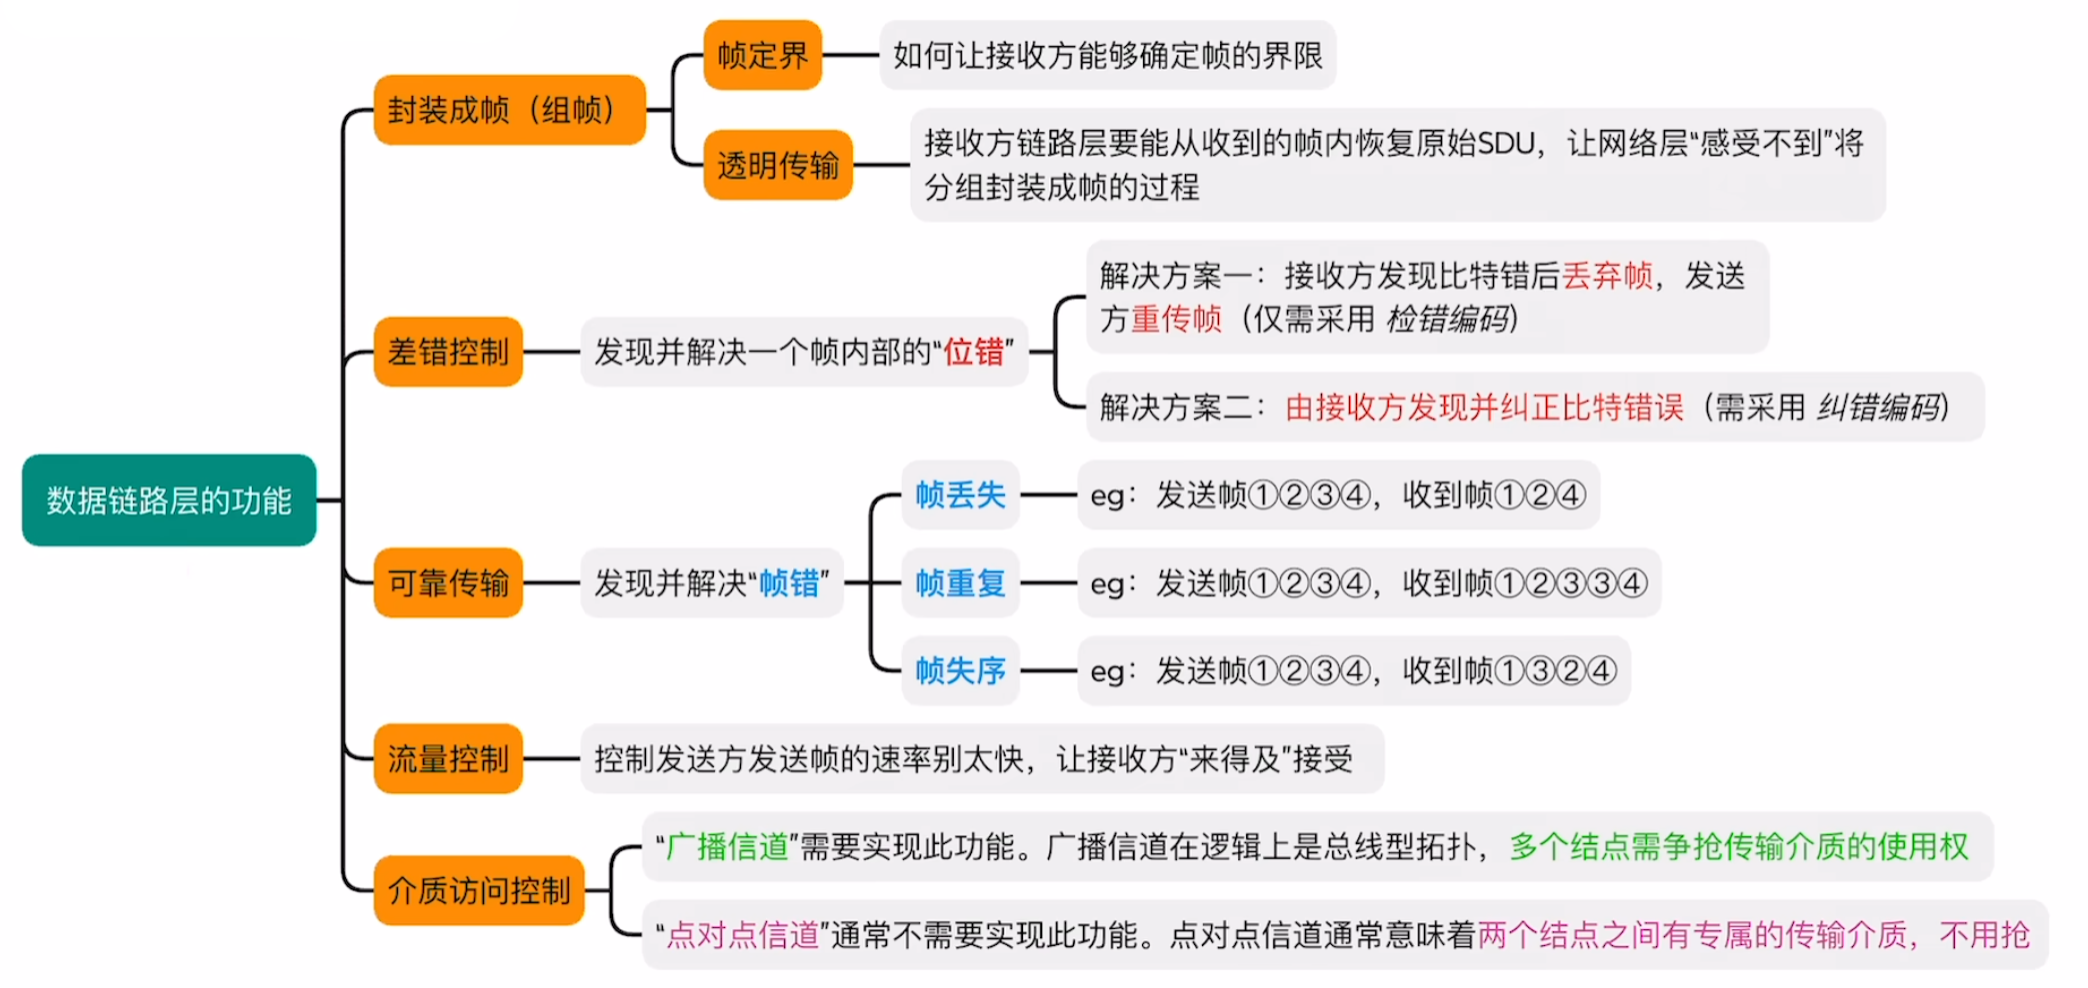 数据链路层的功能
封装成帧（组帧）
帧定界
如何让接收方能够确定帧的界限
透明传输
接收方链路层要能从收到的帧内恢复原始SDU，让网络层“感受不到”将
分组封装成帧的过程
差错控制
发现并解决一个帧内部的“位错”
解决方案一：接收方发现比特错后丢弃帧，发送
方重传帧（仅需采用 检错编码）
解决方案二：由接收方发现并纠正比特错误（需采用 纠错编码）
可靠传输
发现并解决“帧错”
帧丢失
eg：发送帧①②③④，收到帧①②④
帧重复
eg：发送帧①②③④，收到帧①②③③④
帧失序
eg：发送帧①②③④，收到帧①③②④
流量控制
控制发送方发送帧的速率别太快，让接收方“来得及”接受
介质访问控制
“广播信道”需要实现此功能。广播信道在逻辑上是总线型拓扑，多个结点需争抢传输介质的使用权
“点对点信道”通常不需要实现此功能。点对点信道通常意味着两个结点之间有专属的传输介质，不用抢